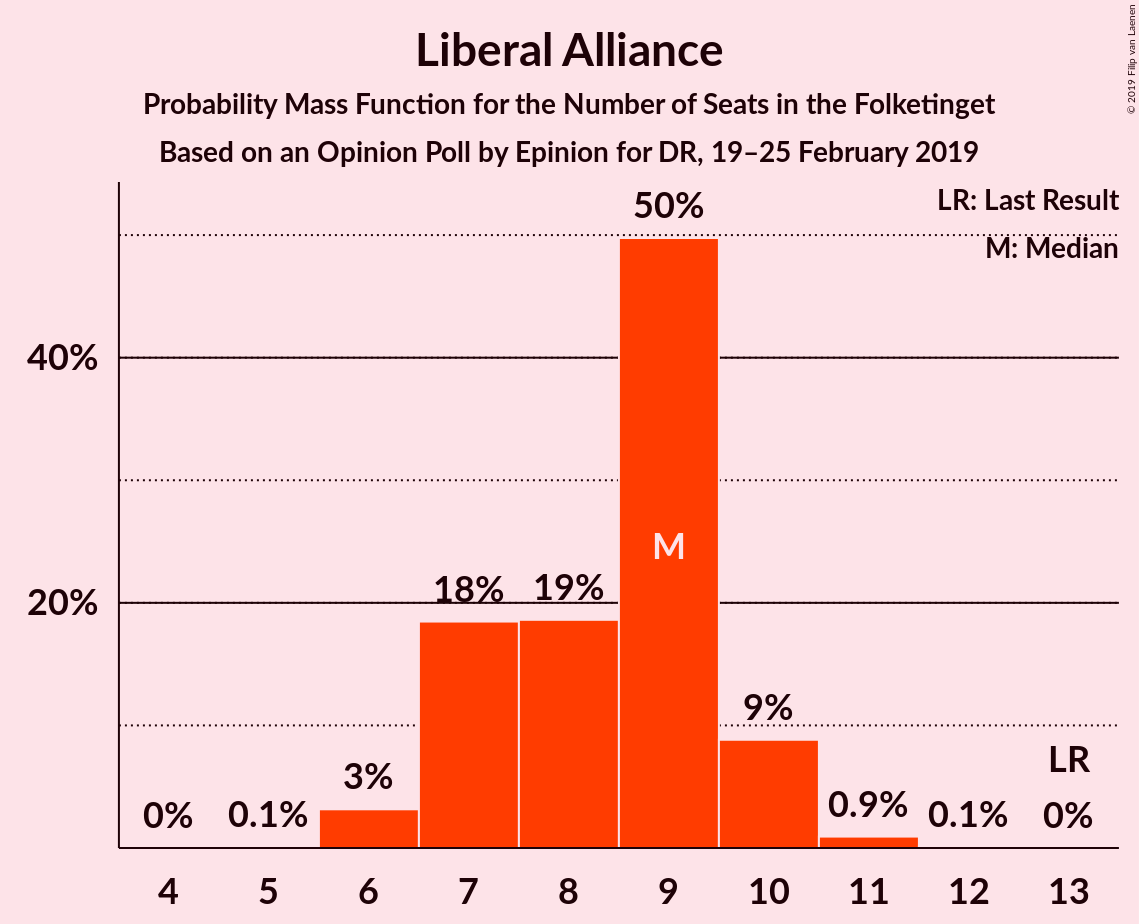 Liberal Alliance
Probability Mass Function for the Number of Seats in the Folketinget
Based on an Opinion Poll by Epinion for DR, 19–25 February 2019
© 2019 Filip van Laenen
LR: Last Result
M: Median
40%
20%
0%
0.1%
3%
18%
19%
50%
M
9%
0.9%
0.1%
LR
0%
4 5 6 7 8 9 10 11 12 13